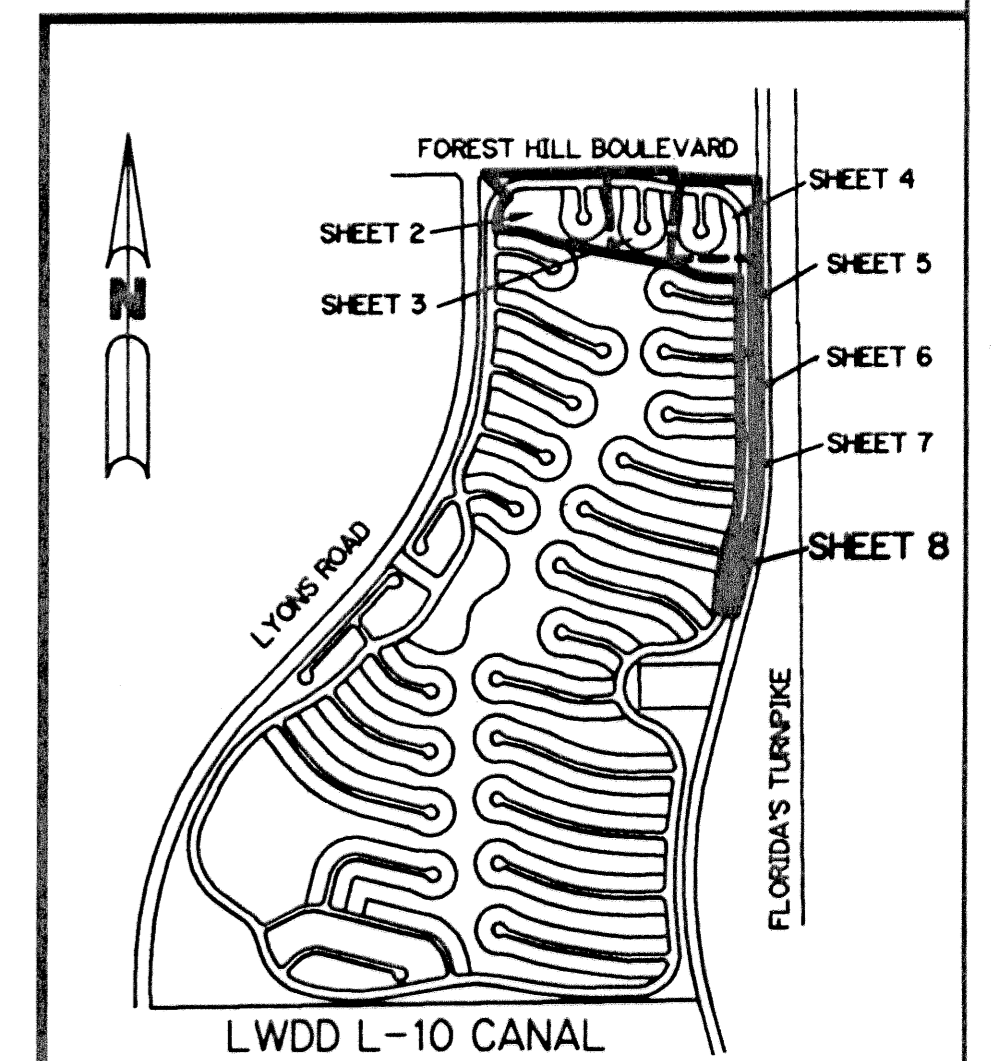 FOREST HILL BOULEVARD
SHEET 4
SHEET 2
SHEET 5
N
SHEET 3
SHEET 6
SHEET 7
SHEET 8
LYONS ROAD
FLORIDA'S TURNPIKE
LWDD L-10 CANAL